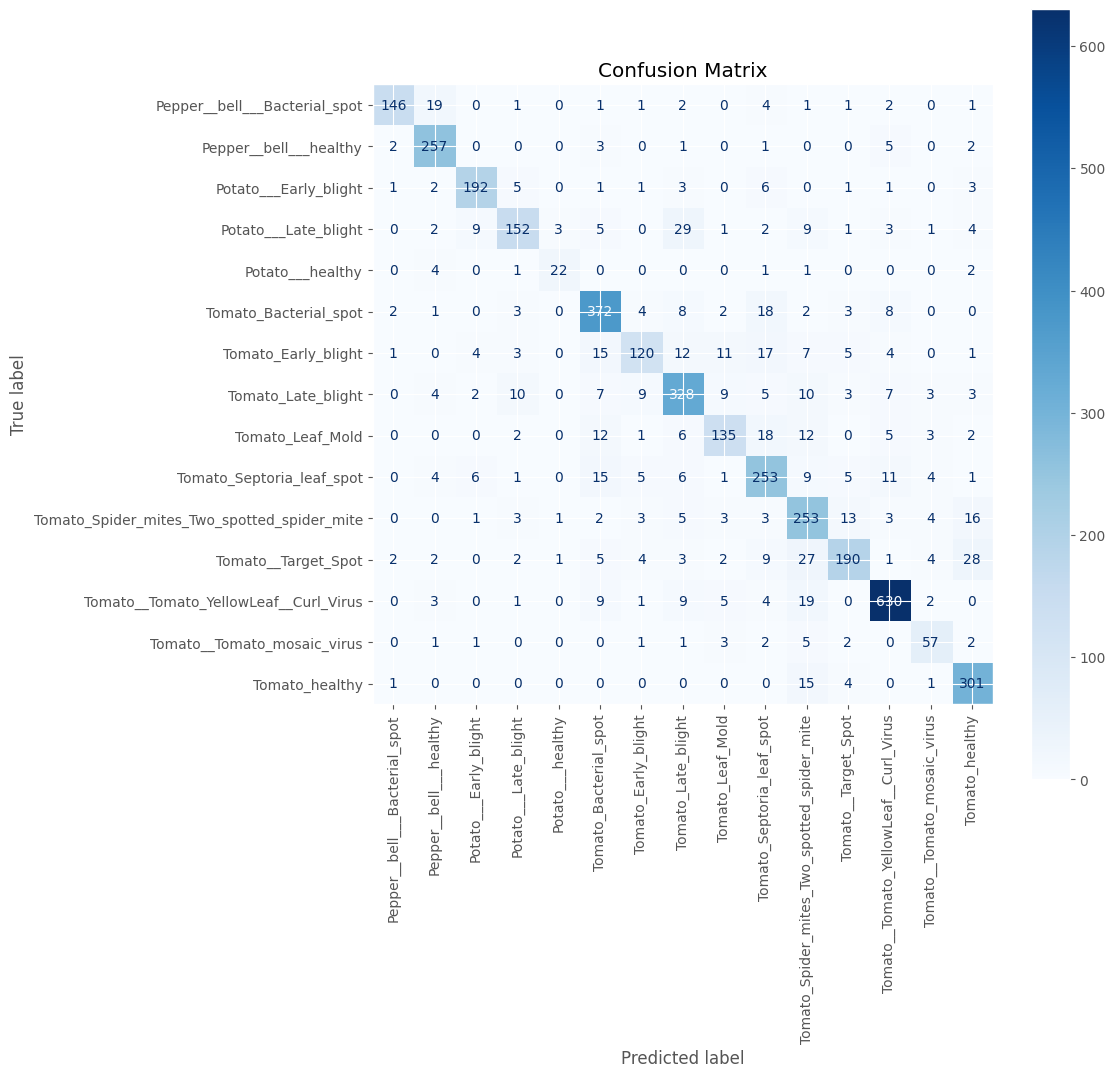 Confusion Matrix
True label
Pepper__bell___Bacterial_spot 146 19 0 1 0 1 1 2 0 4 1 1 2 0 1
Pepper__bell___healthy 2 257 0 0 0 3 0 1 0 1 0 0 5 0 2
Potato___Early_blight 1 2 192 5 0 1 1 3 0 6 0 1 1 0 3
Potato___Late_blight 0 2 9 152 3 5 0 29 1 2 9 1 3 1 4
Potato___healthy 0 4 0 1 22 0 0 0 0 1 1 0 0 0 2
Tomato_Bacterial_spot 2 1 0 3 0 372 4 8 2 18 2 3 8 0 0
Tomato_Early_blight 1 0 4 3 0 15 120 12 11 17 7 5 4 0 1
Tomato_Late_blight 0 4 2 10 0 7 9 328 9 5 10 3 7 3 3
Tomato_Leaf_Mold 0 0 0 2 0 12 1 6 135 18 12 0 5 3 2
Tomato_Septoria_leaf_spot 0 4 6 1 0 15 5 6 1 253 9 5 11 4 1
Tomato_Spider_mites_Two_spotted_spider_mite 0 0 1 3 1 2 3 5 3 3 253 13 3 4 16
Tomato__Target_Spot 2 2 0 2 1 5 4 3 2 9 27 190 1 4 28
Tomato__Tomato_YellowLeaf__Curl_Virus 0 3 0 1 0 9 1 9 5 4 19 0 630 2 0
Tomato__Tomato_mosaic_virus 0 1 1 0 0 0 1 1 3 2 5 2 0 57 2
Tomato_healthy 1 0 0 0 0 0 0 0 0 0 15 4 0 1 301
Pepper__bell___Bacterial_spot
Pepper__bell___healthy
Potato___Early_blight
Potato___Late_blight
Potato___healthy
Tomato_Bacterial_spot
Tomato_Early_blight
Tomato_Late_blight
Tomato_Leaf_Mold
Tomato_Septoria_leaf_spot
Tomato_Spider_mites_Two_spotted_spider_mite
Tomato__Target_Spot
Tomato__Tomato_YellowLeaf__Curl_Virus
Tomato__Tomato_mosaic_virus
Tomato_healthy
Predicted label
600
500
400
300
200
100
0